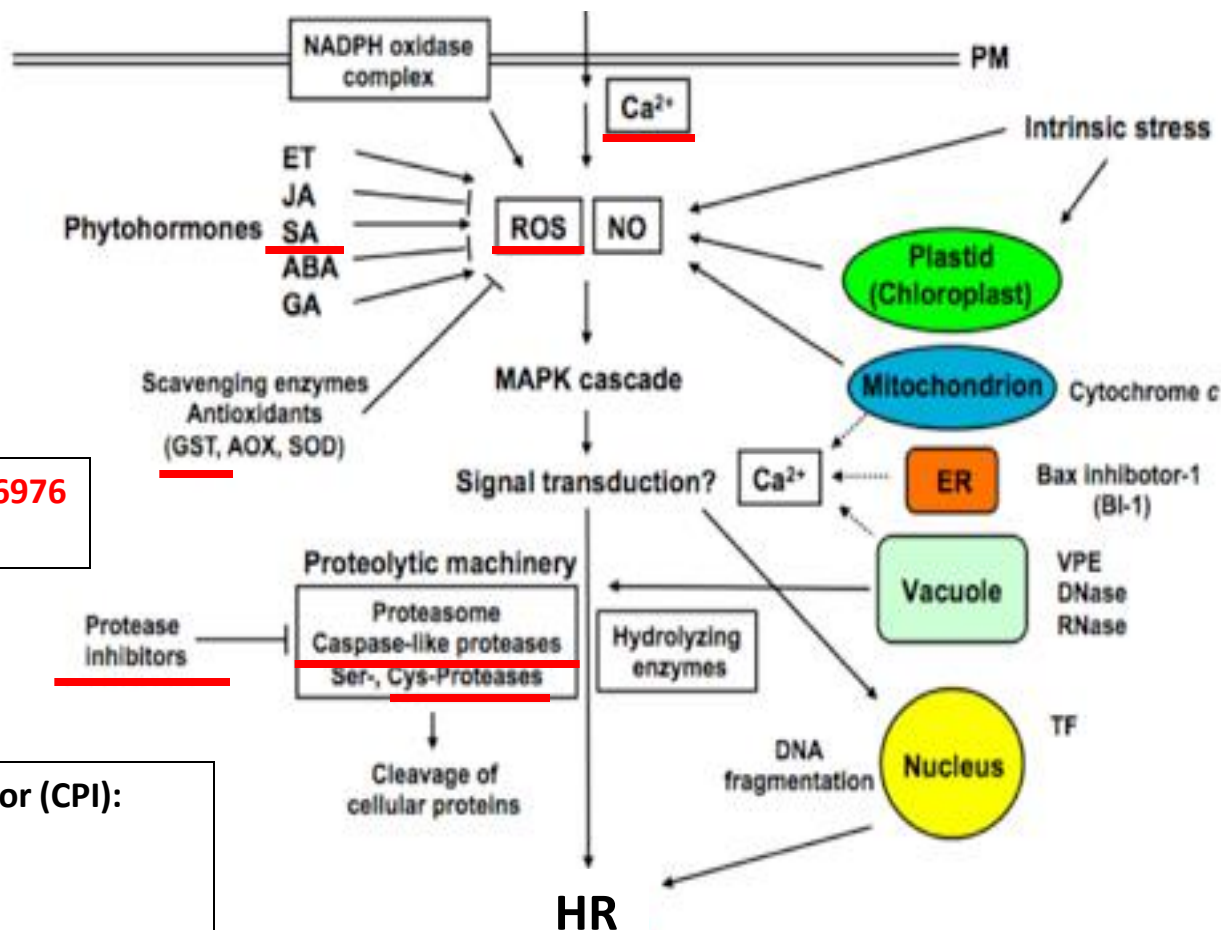 NADPH oxidase
complex
PM
Ca²⁺
Intrinsic stress
ET
JA
Phytohormones
SA
ABA
GA
ROS
NO
Plastid
(Chloroplast)
Scavenging enzymes
Antioxidants
(GST, AOX, SOD)
MAPK cascade
Mitochondrion
Cytochrome c
6976
Signal transduction?
Ca²⁺
ER
Bax inhibotor-1
(BI-1)
Proteolytic machinery
Proteasome
Caspase-like proteases
Ser-, Cys-Proteases
Protease
inhibitors
Hydrolyzing
enzymes
Vacuole
VPE
DNase
RNase
Cleavage of
cellular proteins
DNA
fragmentation
Nucleus
TF
or (CPI):
HR